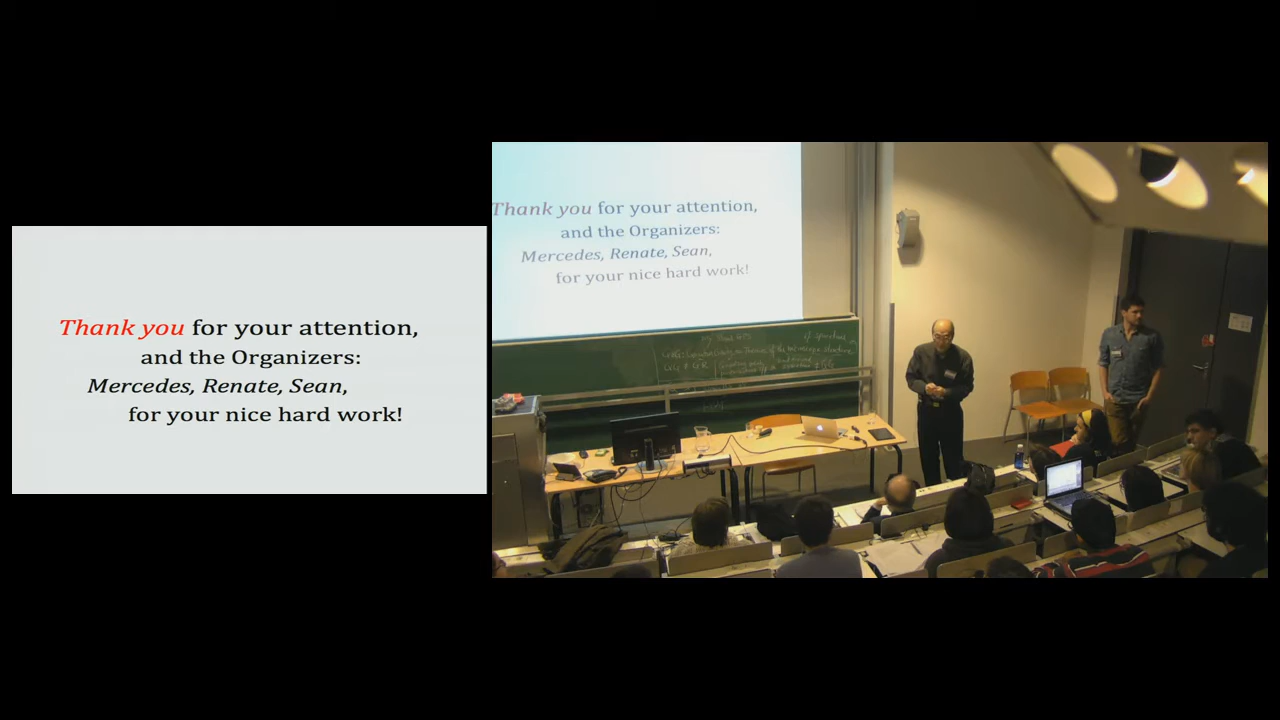 Thank you for your attention,
and the Organizers:
Mercedes, Renate, Sean,
for your nice hard work!
Thank you for your attention,
and the Organizers:
Mercedes, Renate, Sean,
for your nice hard work!